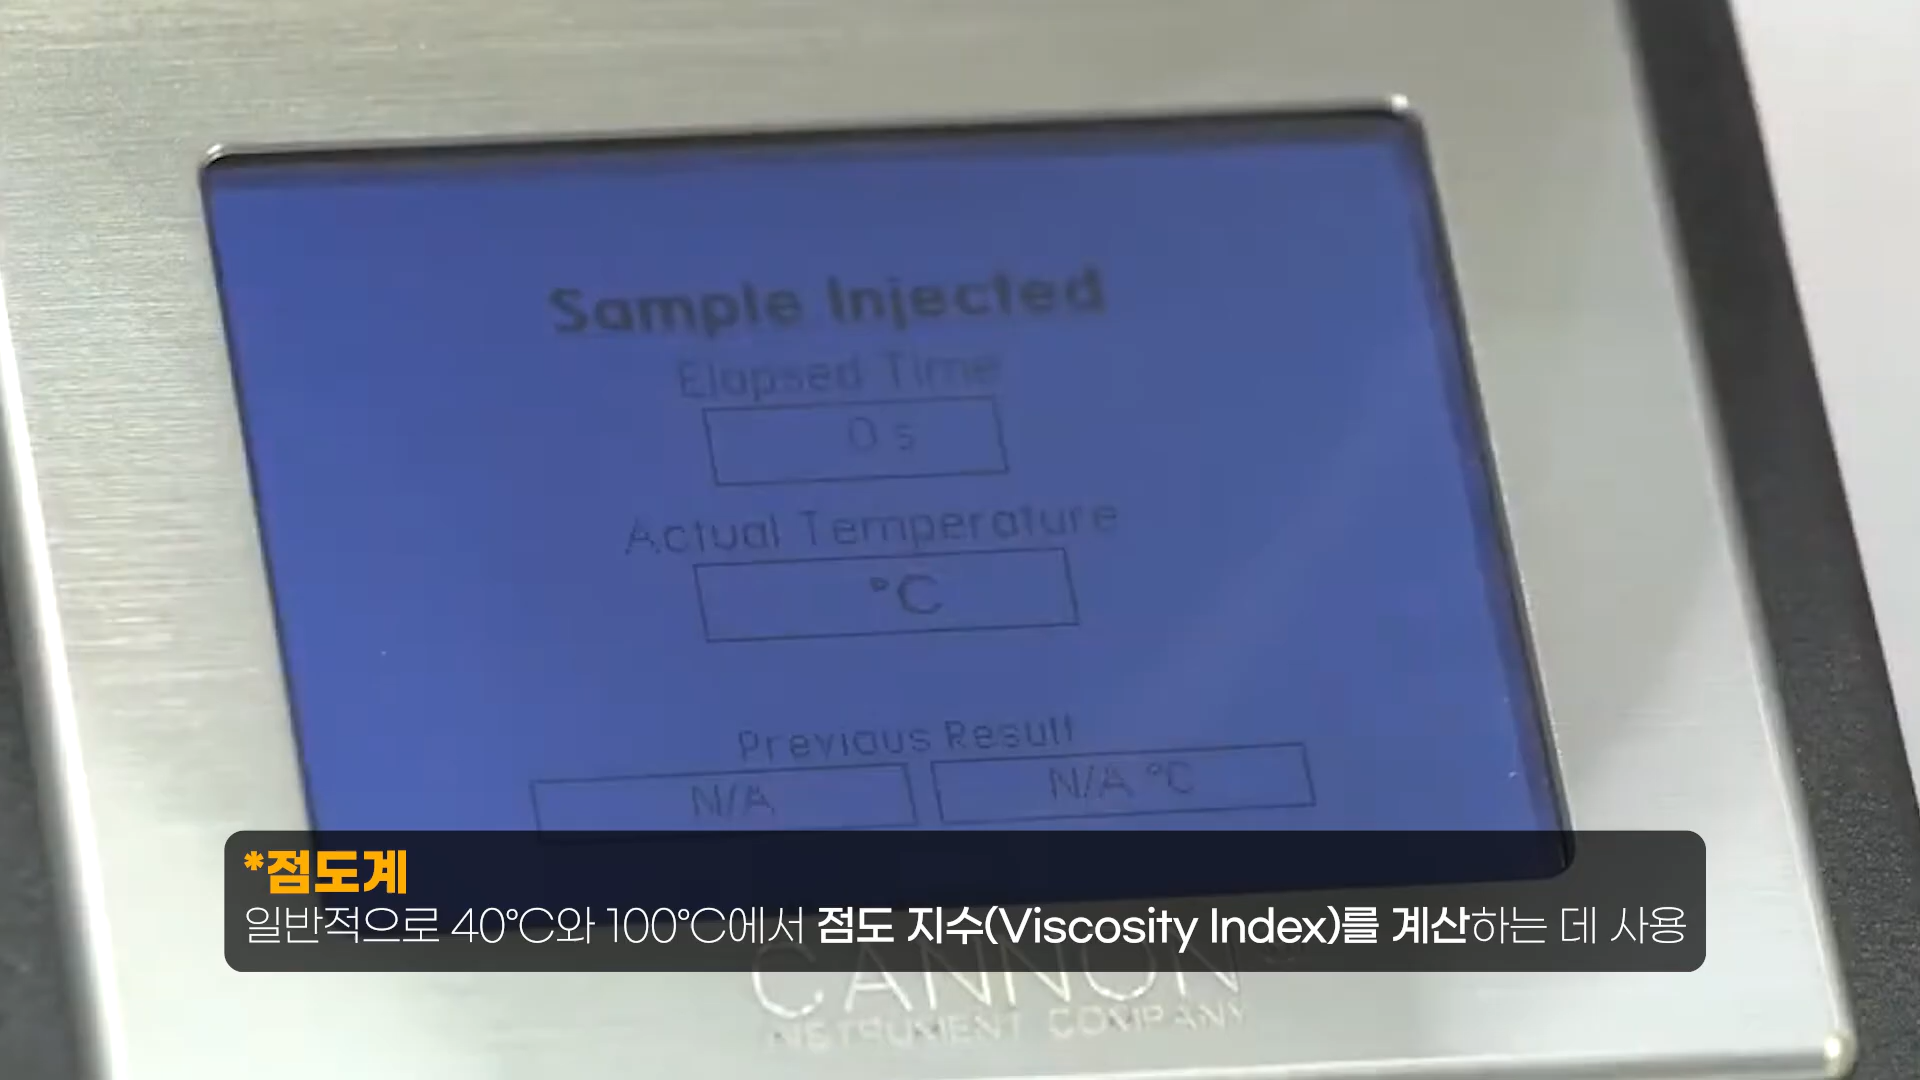 Sample Injected
Elapsed Time
0 s
Actual Temperature
°C
Previous Result
N/A
N/A °C
*점도계
일반적으로 40°C와 100°C에서 점도 지수(Viscosity Index)를 계산하는 데 사용
CANNON
INSTRUMENT COMPANY